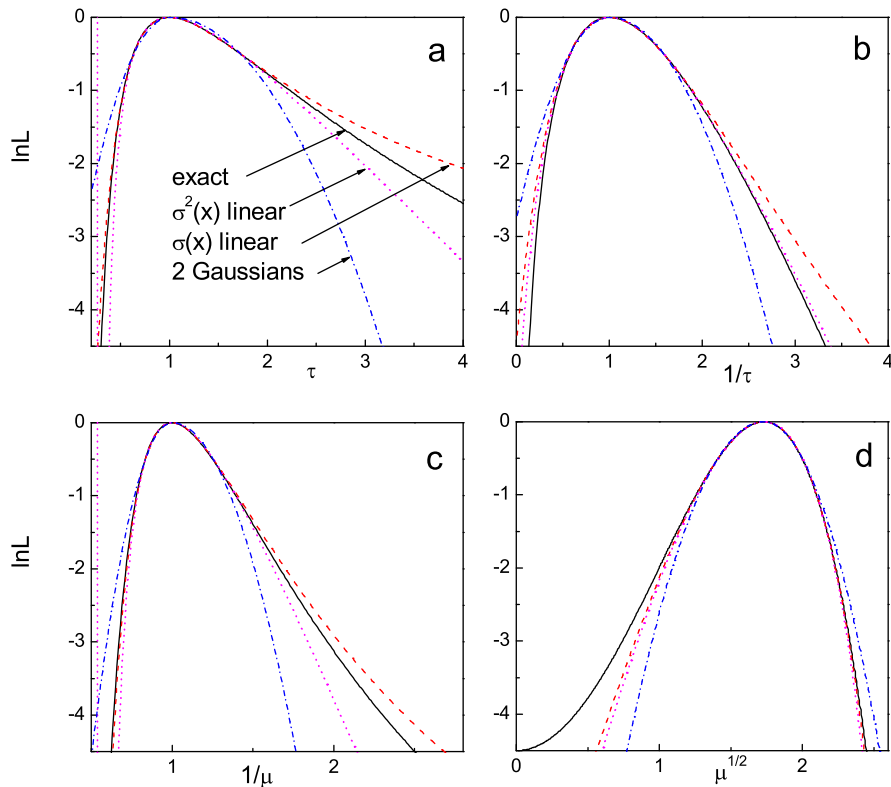 a
0
-1
-2
-3
-4
lnL
exact
σ²(x) linear
σ(x) linear
2 Gaussians
1 2 3 4
τ
b
0
-1
-2
-3
-4
0 1 2 3 4
1/τ
c
0
-1
-2
-3
-4
lnL
1 2
1/μ
d
0
-1
-2
-3
-4
0 1 2
μ^1/2